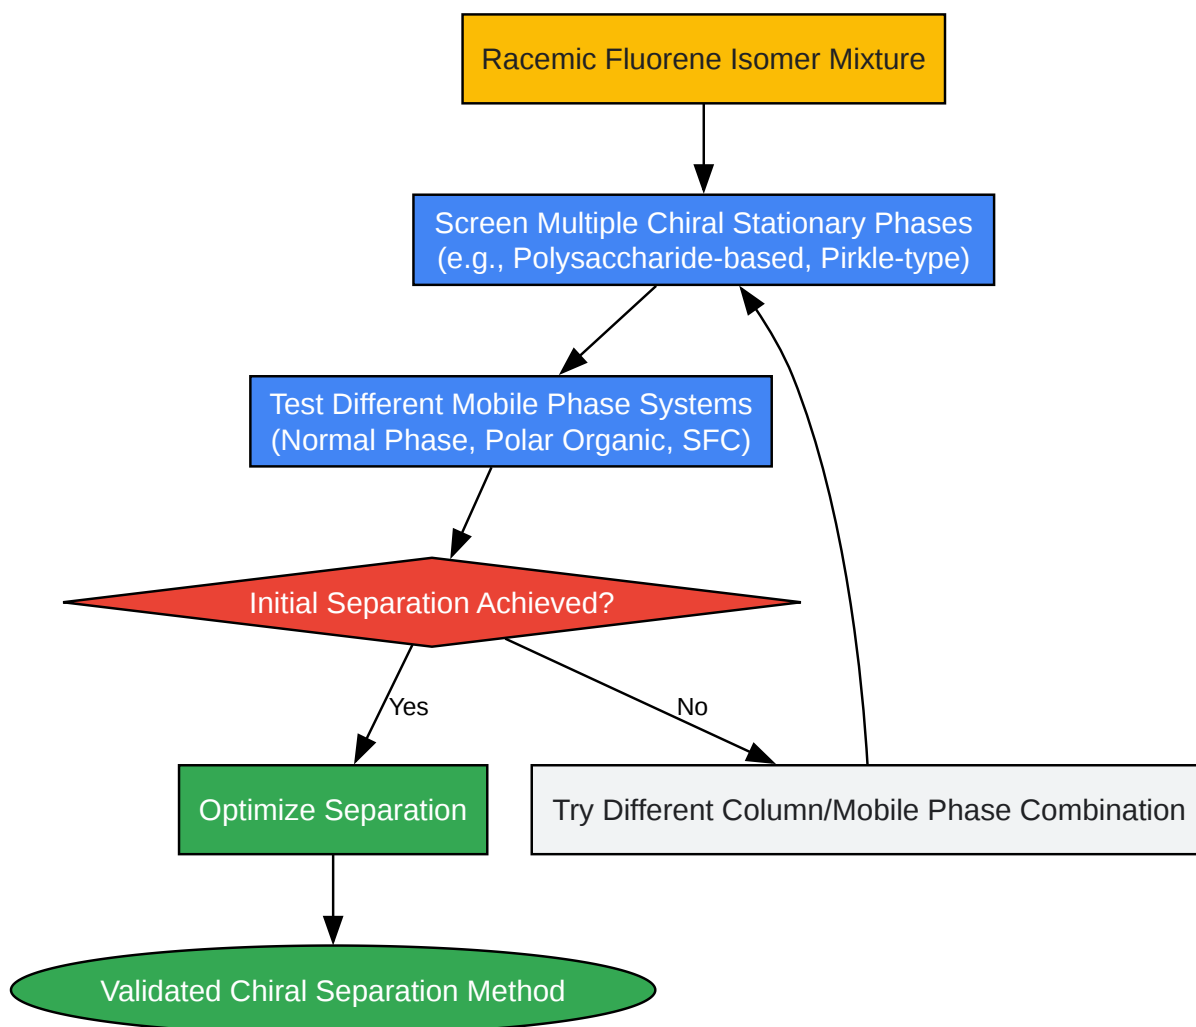 Racemic Fluorene Isomer Mixture
Screen Multiple Chiral Stationary Phases
(e.g., Polysaccharide-based, Pirkle-type)
Test Different Mobile Phase Systems
(Normal Phase, Polar Organic, SFC)
Initial Separation Achieved?
Yes
No
Optimize Separation
Try Different Column/Mobile Phase Combination
Validated Chiral Separation Method